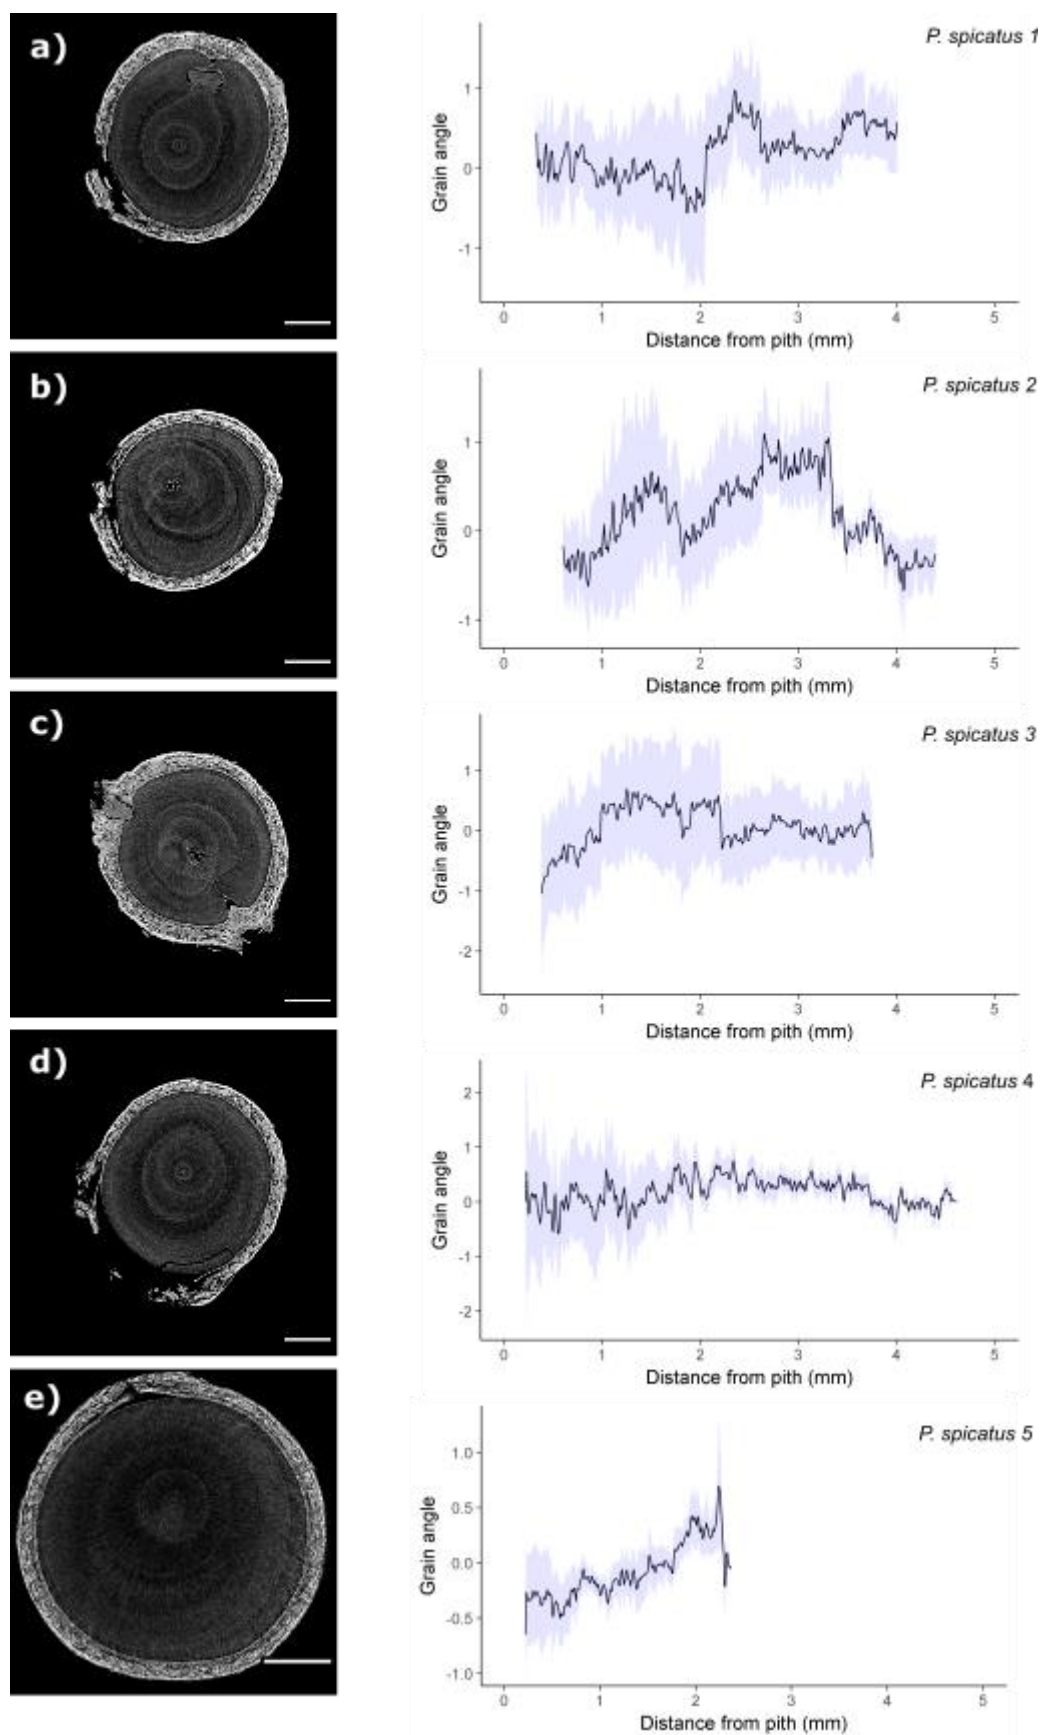 a)
P. spicatus 1
Grain angle
1
0
-1
0 1 2 3 4 5
Distance from pith (mm)
b)
P. spicatus 2
Grain angle
1
0
-1
0 1 2 3 4 5
Distance from pith (mm)
c)
P. spicatus 3
Grain angle
1
0
-1
-2
0 1 2 3 4 5
Distance from pith (mm)
d)
P. spicatus 4
Grain angle
2
1
0
-1
-2
0 1 2 3 4 5
Distance from pith (mm)
e)
P. spicatus 5
Grain angle
1.0
0.5
0.0
-0.5
-1.0
0 1 2 3 4 5
Distance from pith (mm)